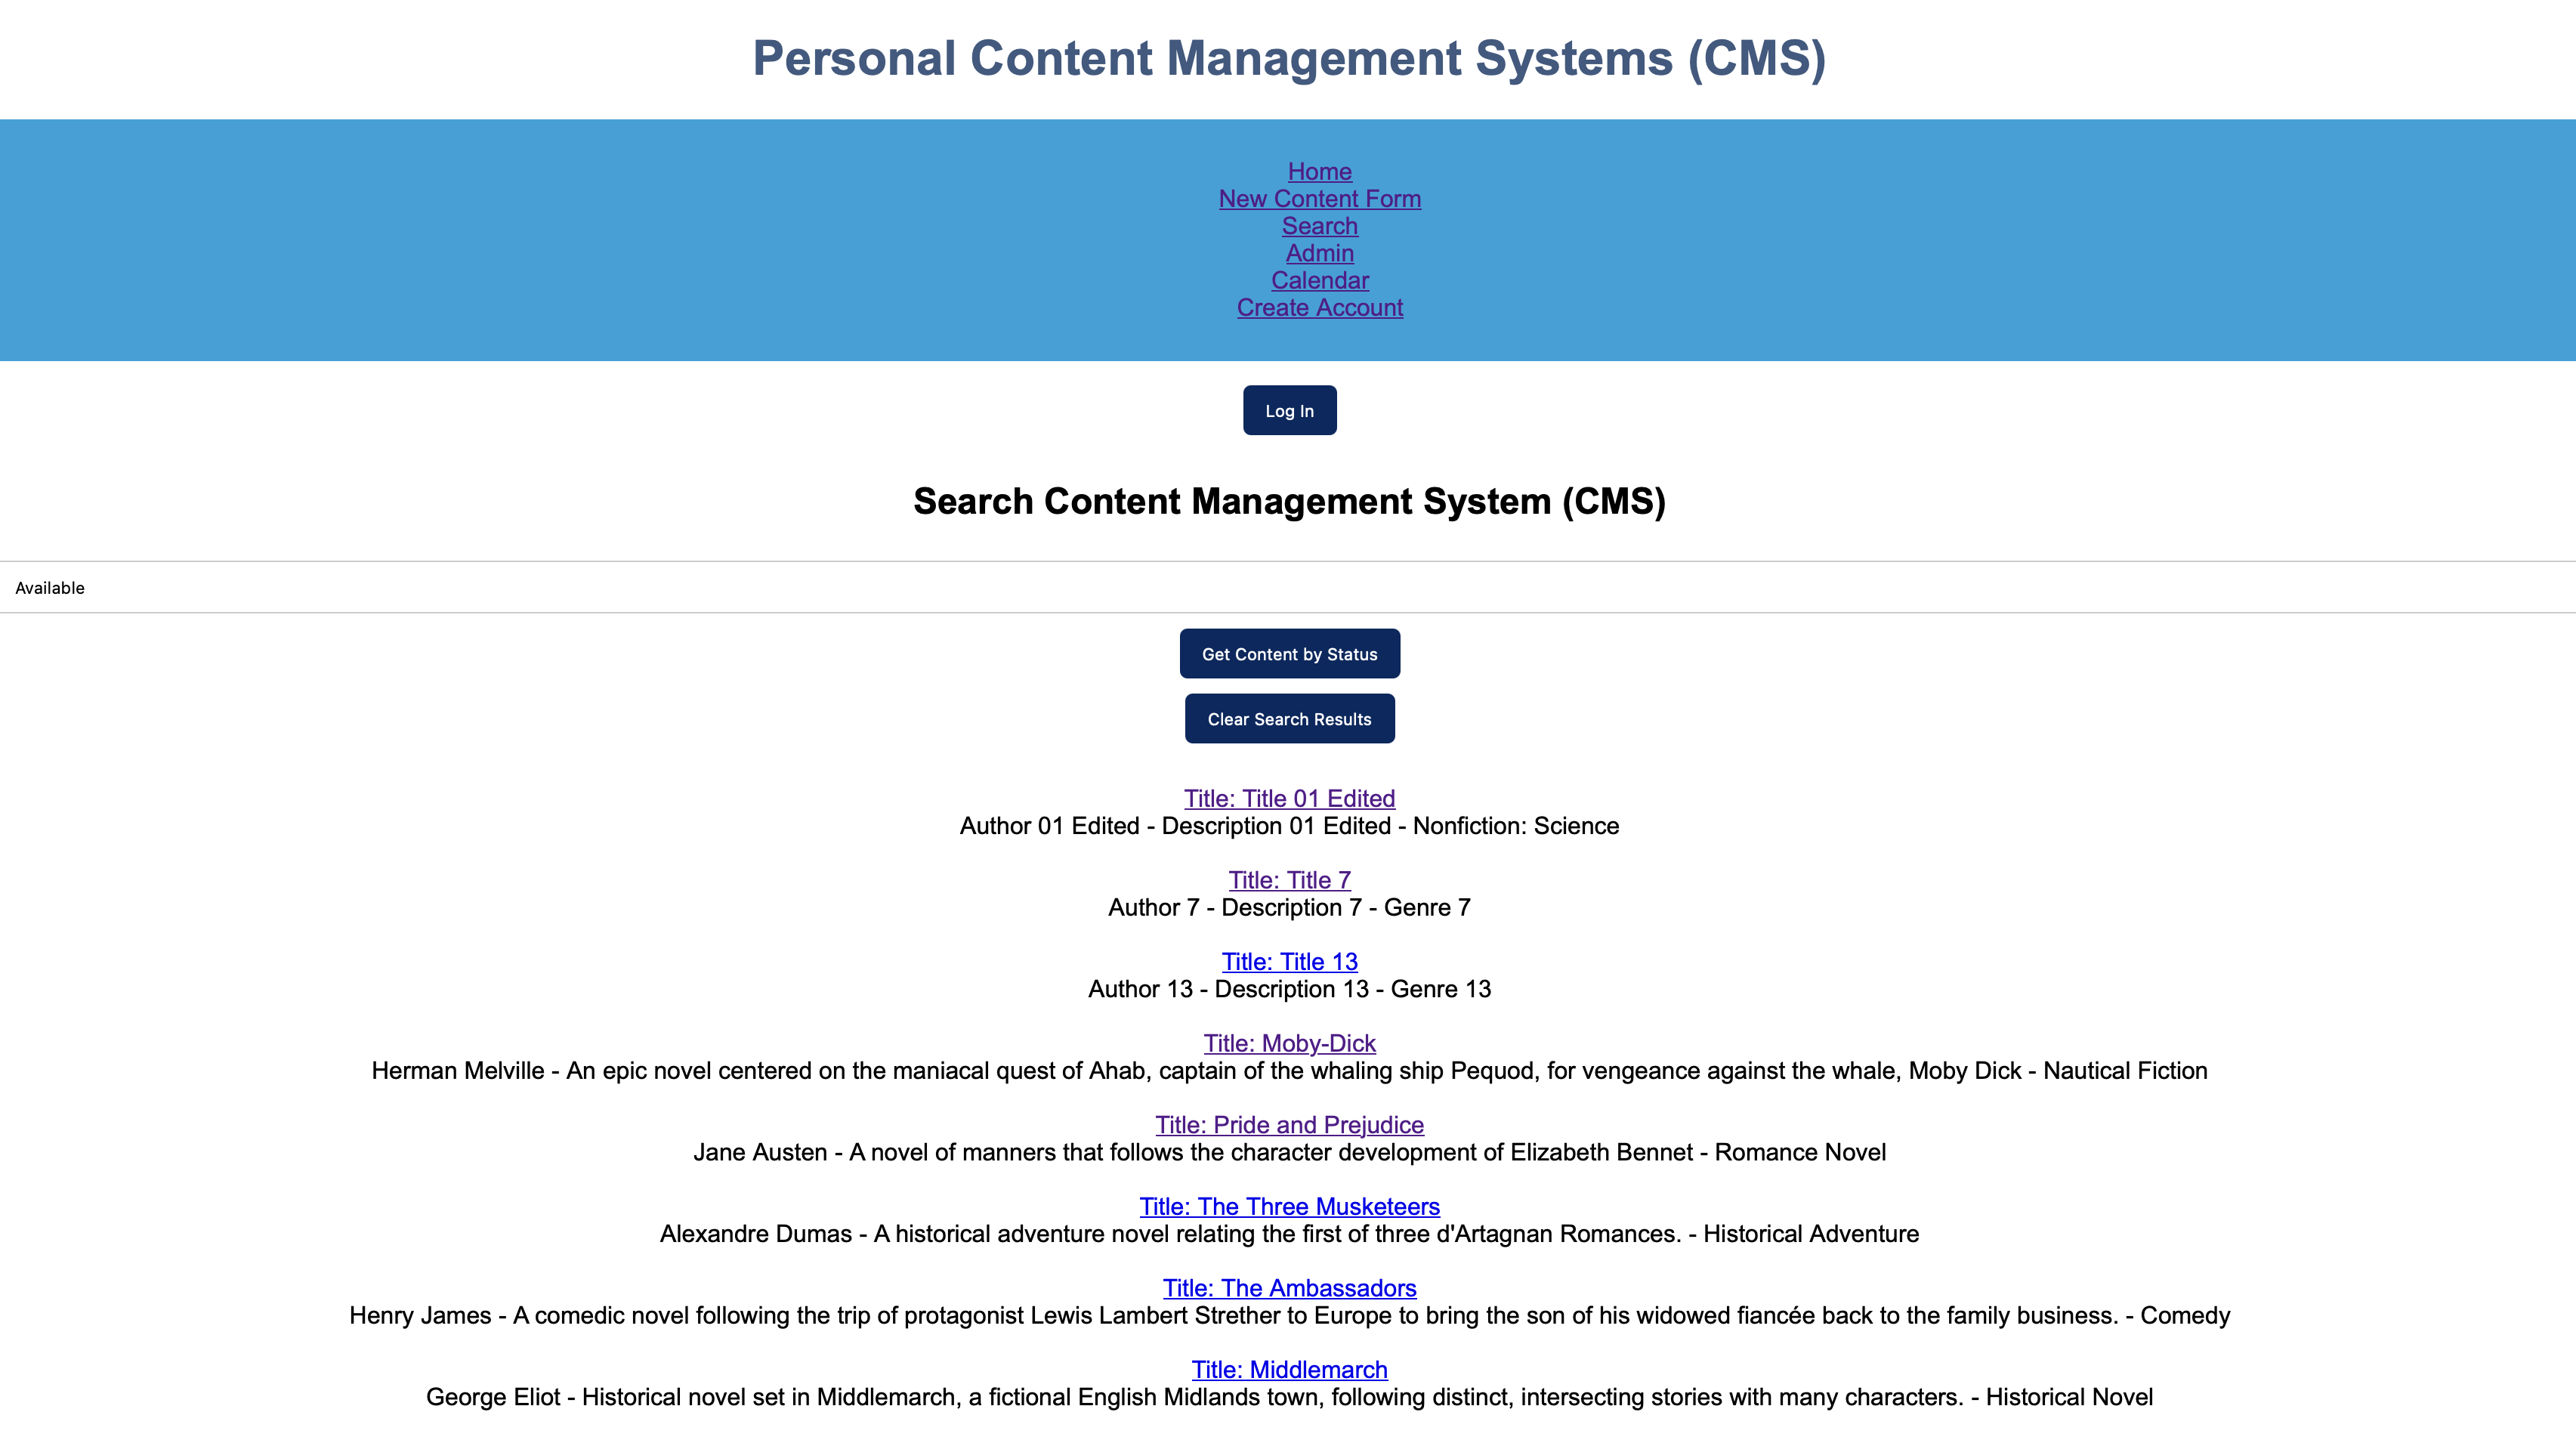 Personal Content Management Systems (CMS)
Home
New Content Form
Search
Admin
Calendar
Create Account
Log In
Search Content Management System (CMS)
Available
Get Content by Status
Clear Search Results
Title: Title 01 Edited
Author 01 Edited - Description 01 Edited - Nonfiction: Science
Title: Title 7
Author 7 - Description 7 - Genre 7
Title: Title 13
Author 13 - Description 13 - Genre 13
Title: Moby-Dick
Herman Melville - An epic novel centered on the maniacal quest of Ahab, captain of the whaling ship Pequod, for vengeance against the whale, Moby Dick - Nautical Fiction
Title: Pride and Prejudice
Jane Austen - A novel of manners that follows the character development of Elizabeth Bennet - Romance Novel
Title: The Three Musketeers
Alexandre Dumas - A historical adventure novel relating the first of three d'Artagnan Romances. - Historical Adventure
Title: The Ambassadors
Henry James - A comedic novel following the trip of protagonist Lewis Lambert Strether to Europe to bring the son of his widowed fiancée back to the family business. - Comedy
Title: Middlemarch
George Eliot - Historical novel set in Middlemarch, a fictional English Midlands town, following distinct, intersecting stories with many characters. - Historical Novel